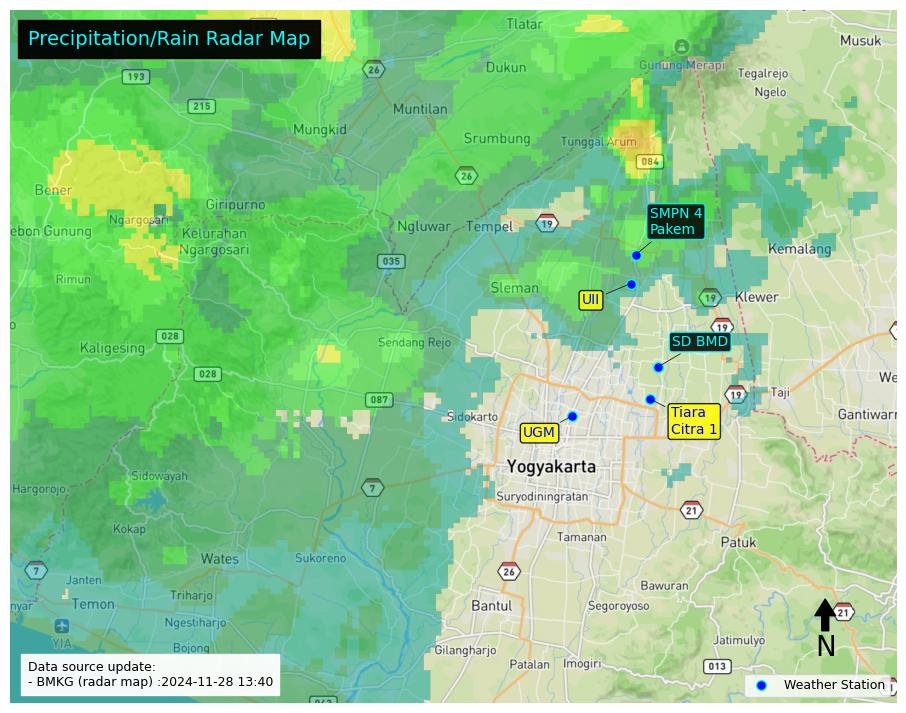 Precipitation/Rain Radar Map
Tlatar
Musuk
26
Gunung Merapi
193
Dukun
Tegalrejo
Ngelo
215
Muntilan
Mungkid
Srumbung
Tunggal Arum
084
26
Bener
Giripurno
SMPN 4
Pakem
Ngargosari
Ngluwar
Tempel
19
ebon Gunung
Kelurahan
Ngargosari
Kemalang
035
Rimun
Sleman
UII
19
Klewer
19
028
Kaligesing
Sendang Rejo
SD BMD
028
087
19
Taji
We
Sidokarto
Tiara
Citra 1
Gantiwarn
UGM
Yogyakarta
Sidowayah
Hargorojo
7
Suryodiningratan
21
Kokap
Tamanan
Patuk
Wates
Sukoreno
7
26
Janten
Bawuran
Temon
Triharjo
Bantul
Segoroyoso
21
nyar
Ngestiharjo
YIA
Jatimulyo
N
Bojong
Gilangharjo
Patalan
Imogiri
013
Data source update:
- BMKG (radar map) :2024-11-28 13:40
Weather Station